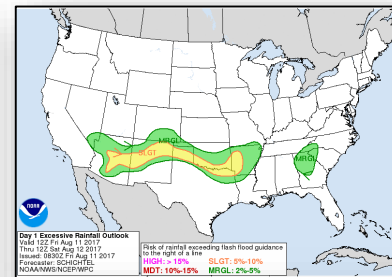 MRGL
SLGT
MRGL
NOAA
Day 1 Excessive Rainfall Outlook
Valid 12Z Fri Aug 11 2017
Thru 12Z Sat Aug 12 2017
Issued: 0830Z Fri Aug 11 2017
Forecaster: SCHICHTEL
NOAA/NWS/NCEP/WPC
Risk of rainfall exceeding flash flood guidance
to the right of a line
HIGH: > 15% SLGT: 5%-10%
MDT: 10%-15% MRGL: 2%-5%